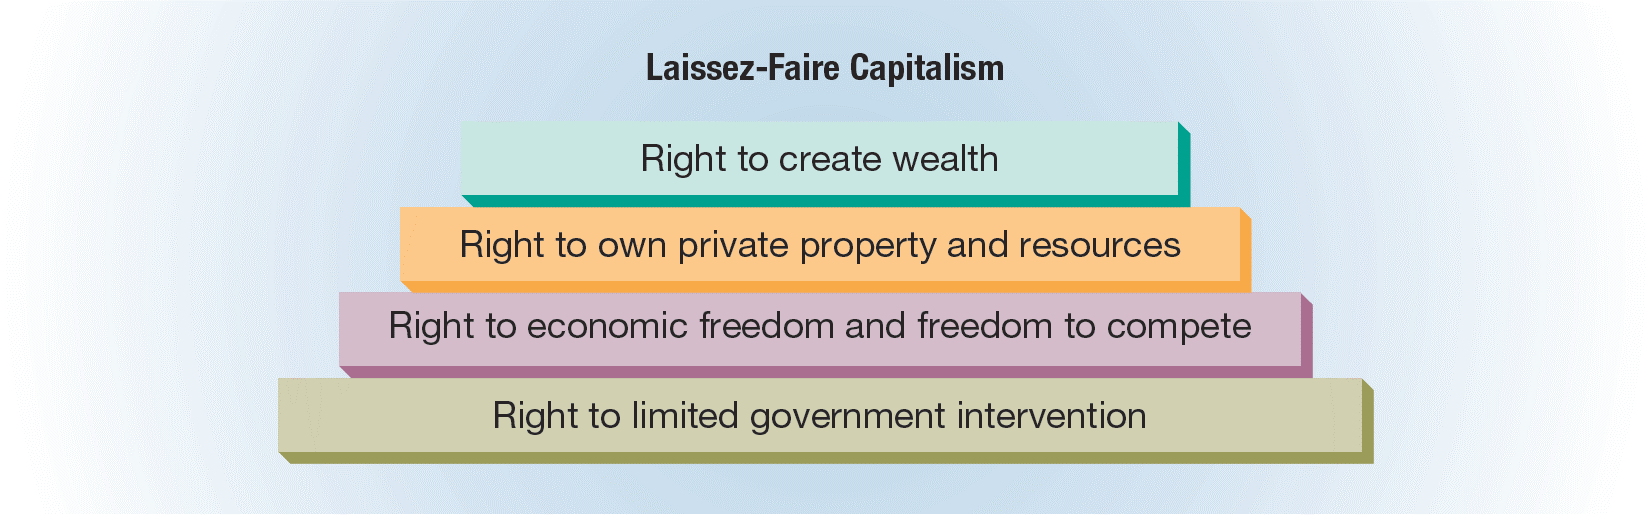 Laissez-Faire Capitalism
Right to create wealth
Right to own private property and resources
Right to economic freedom and freedom to compete
Right to limited government intervention